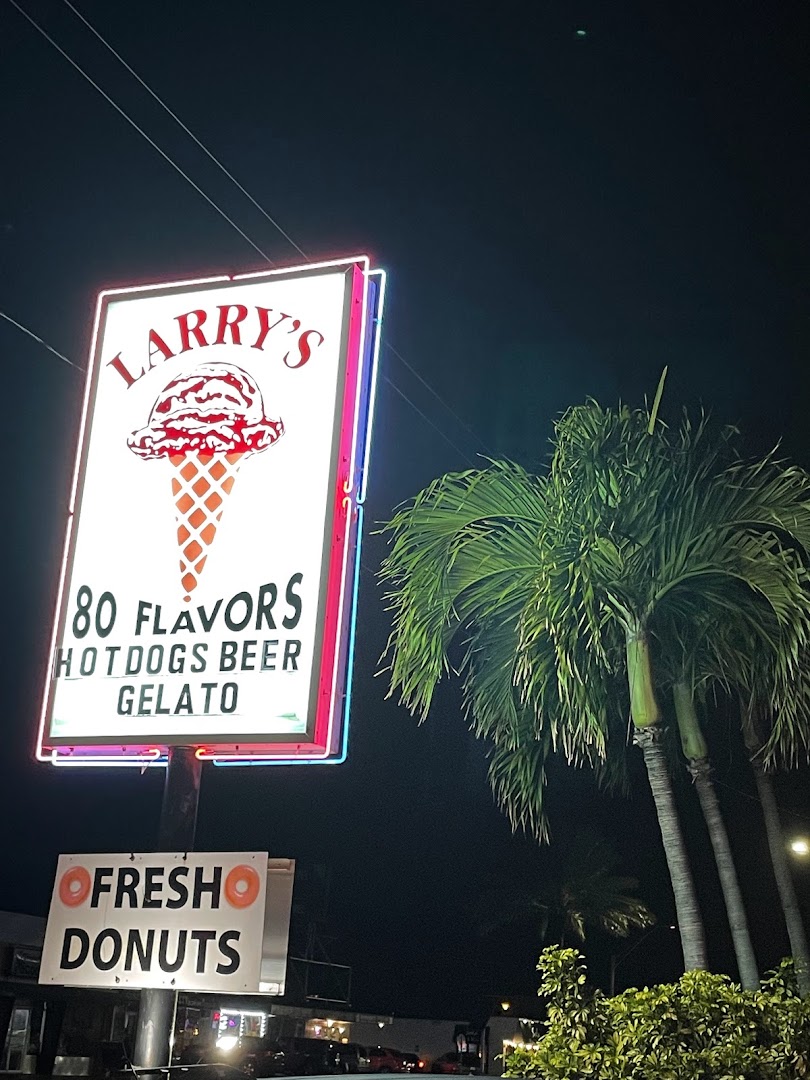 LARRY'S
80 FLAVORS
HOTDOGS BEER
GELATO
FRESH
DONUTS